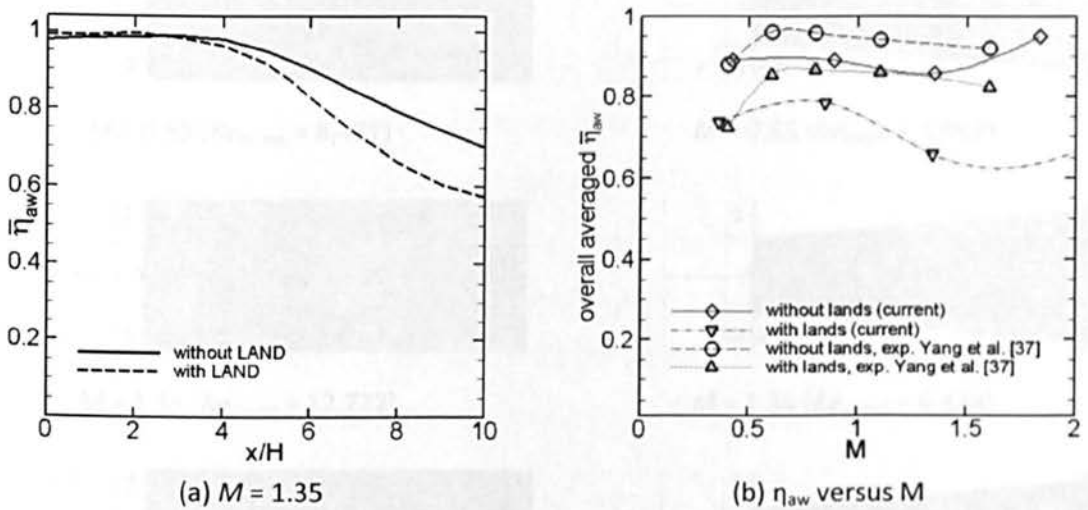 1
0.8
0.6
η̄aw
0.4
0.2
without LAND
with LAND
0 2 4 6 8 10
x/H
(a) M = 1.35
1
0.8
0.6
0.4
0.2
overall averaged η̄aw
without lands (current)
with lands (current)
without lands, exp. Yang et al. [37]
with lands, exp. Yang et al. [37]
0 0.5 1 1.5 2
M
(b) ηaw versus M